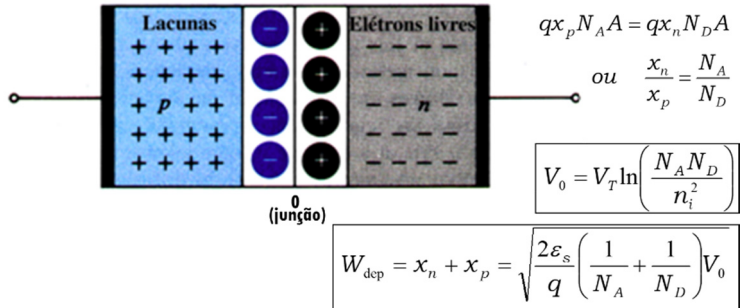 Lacunas
Elétrons livres
+ + + +
+ + + +
+ p + +
+ + + +
+ + + +
−
−
−
−
+
+
+
+
− − − −
− − − −
− − n −
− − − −
− − − −
0
(junção)
qx_pN_AA = qx_nN_DA
ou x_n/x_p = N_A/N_D
V_0 = V_T ln(N_AN_D/n_i^2)
W_dep = x_n + x_p = √(2ε_s/q (1/N_A + 1/N_D)V_0)